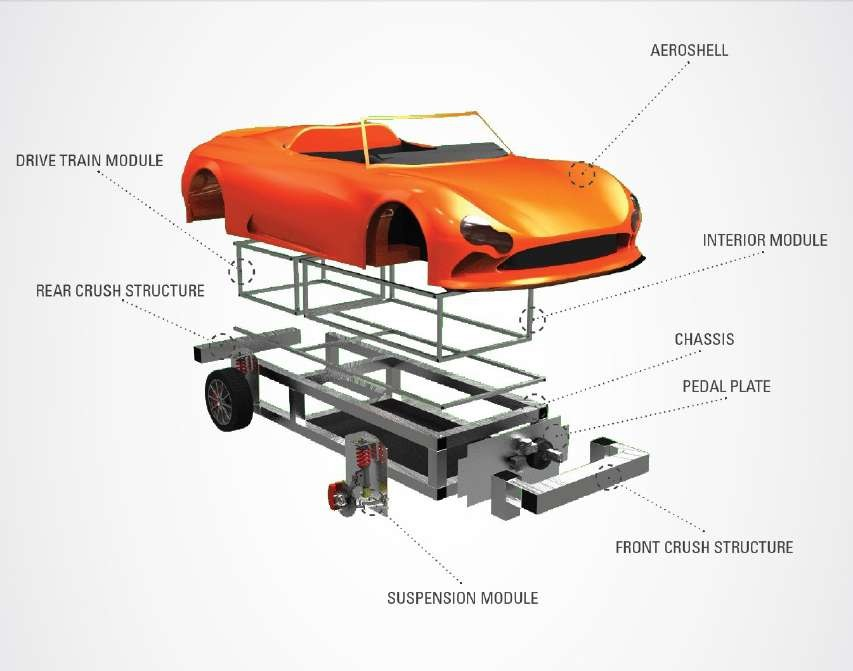 AEROSHELL
DRIVE TRAIN MODULE
INTERIOR MODULE
REAR CRUSH STRUCTURE
CHASSIS
PEDAL PLATE
FRONT CRUSH STRUCTURE
SUSPENSION MODULE